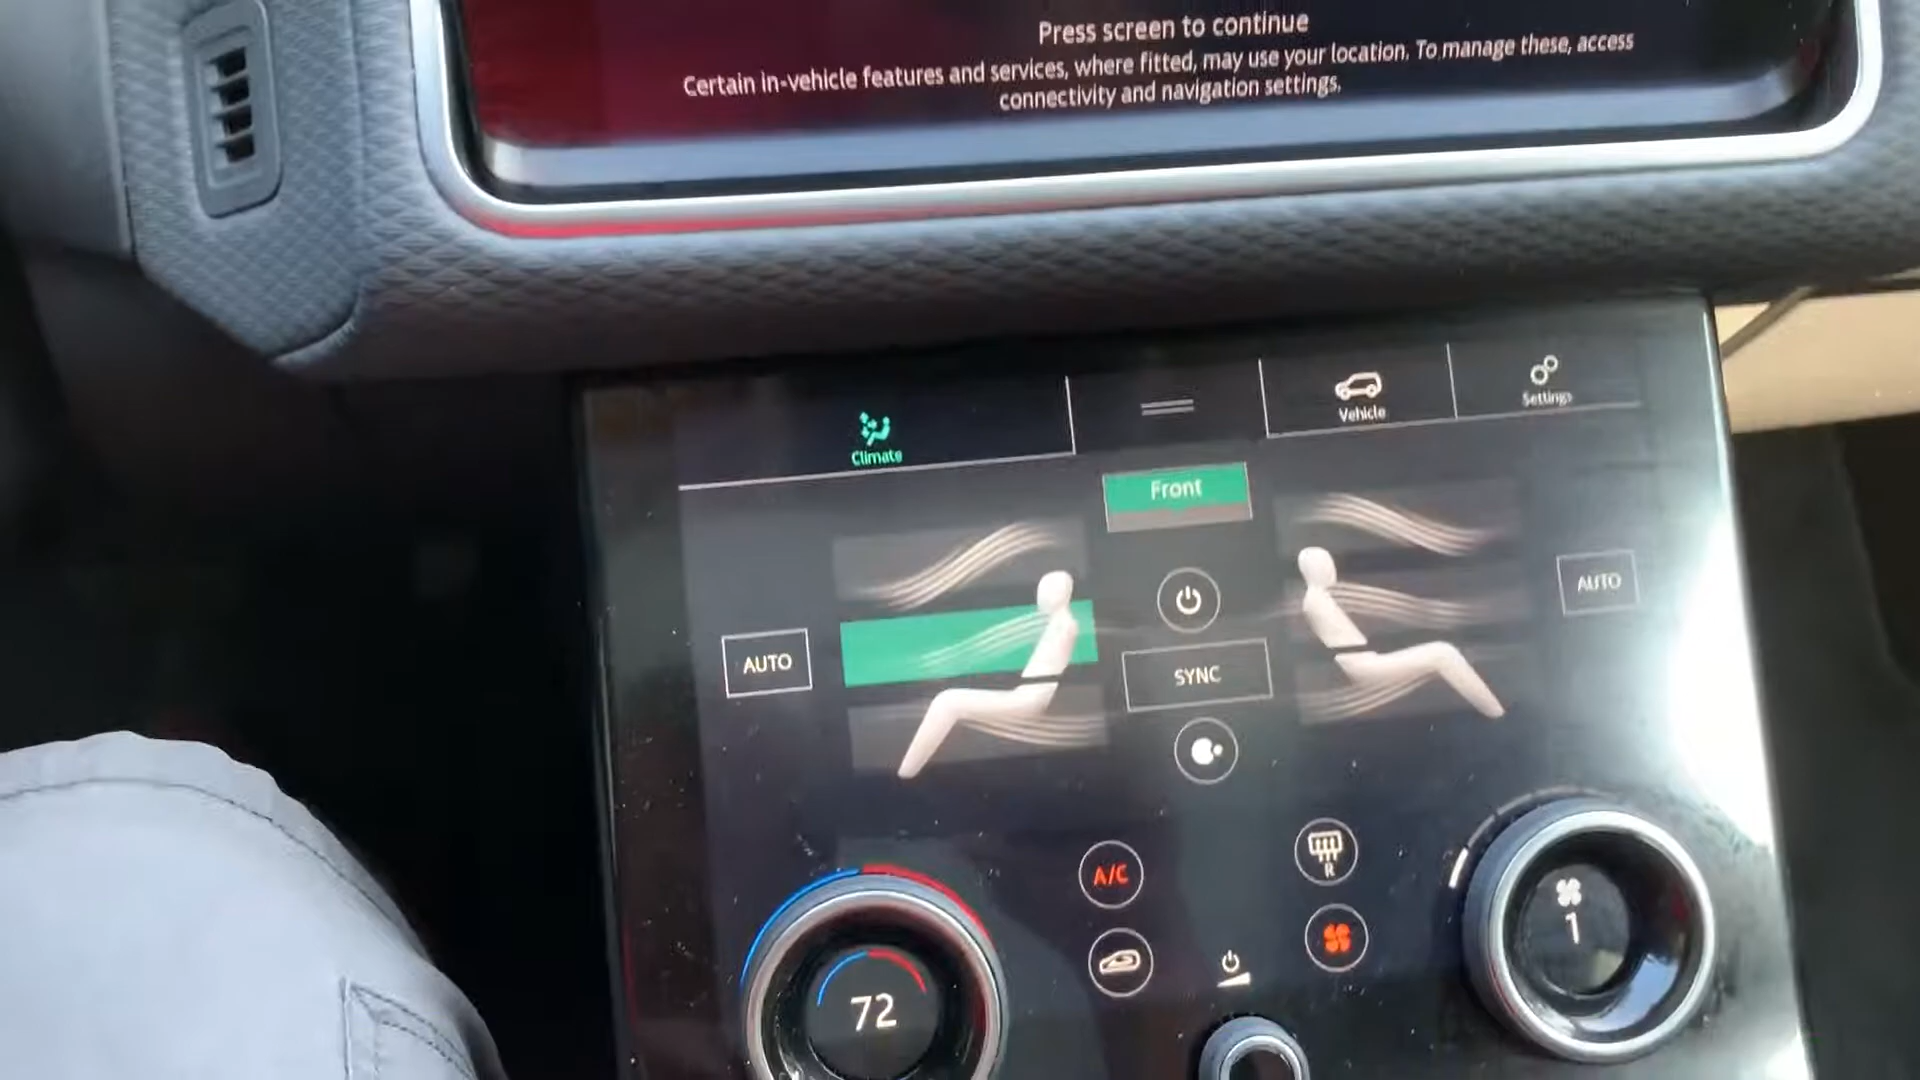 Press screen to continue
Certain in-vehicle features and services, where fitted, may use your location. To manage these, access
connectivity and navigation settings.
Climate
Vehicle
Settings
Front
AUTO
AUTO
SYNC
A/C
R
72
1